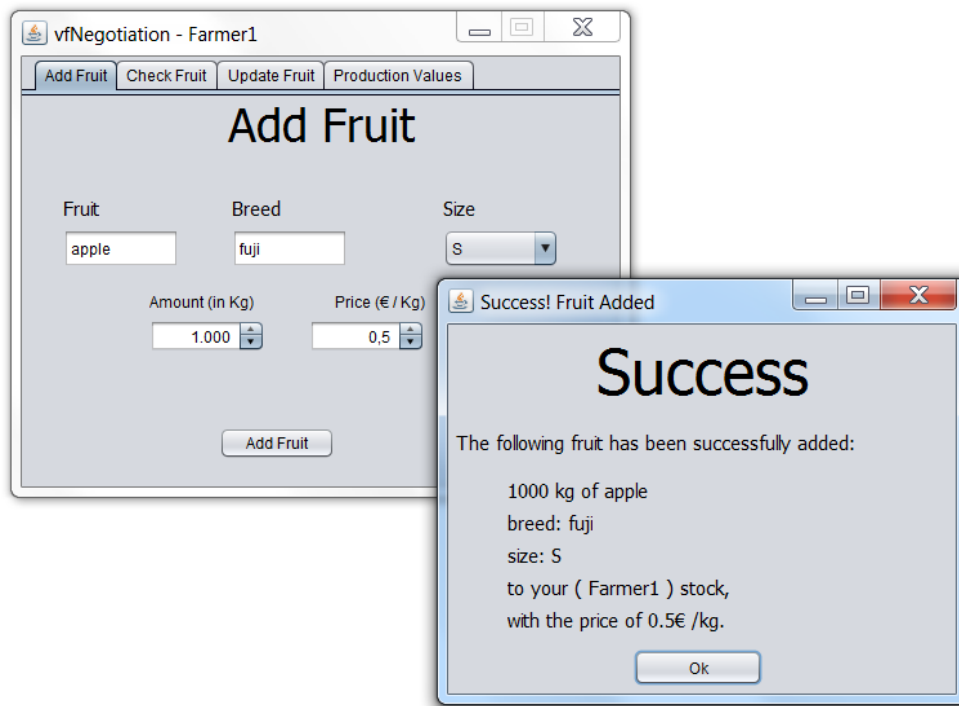 vfNegotiation - Farmer1
Add Fruit Check Fruit Update Fruit Production Values
Add Fruit
Fruit Breed Size
apple fuji S
Amount (in Kg) Price (€ / Kg)
1.000 0,5
Add Fruit
Success! Fruit Added
Success
The following fruit has been successfully added:
1000 kg of apple
breed: fuji
size: S
to your ( Farmer1 ) stock,
with the price of 0.5€ /kg.
Ok